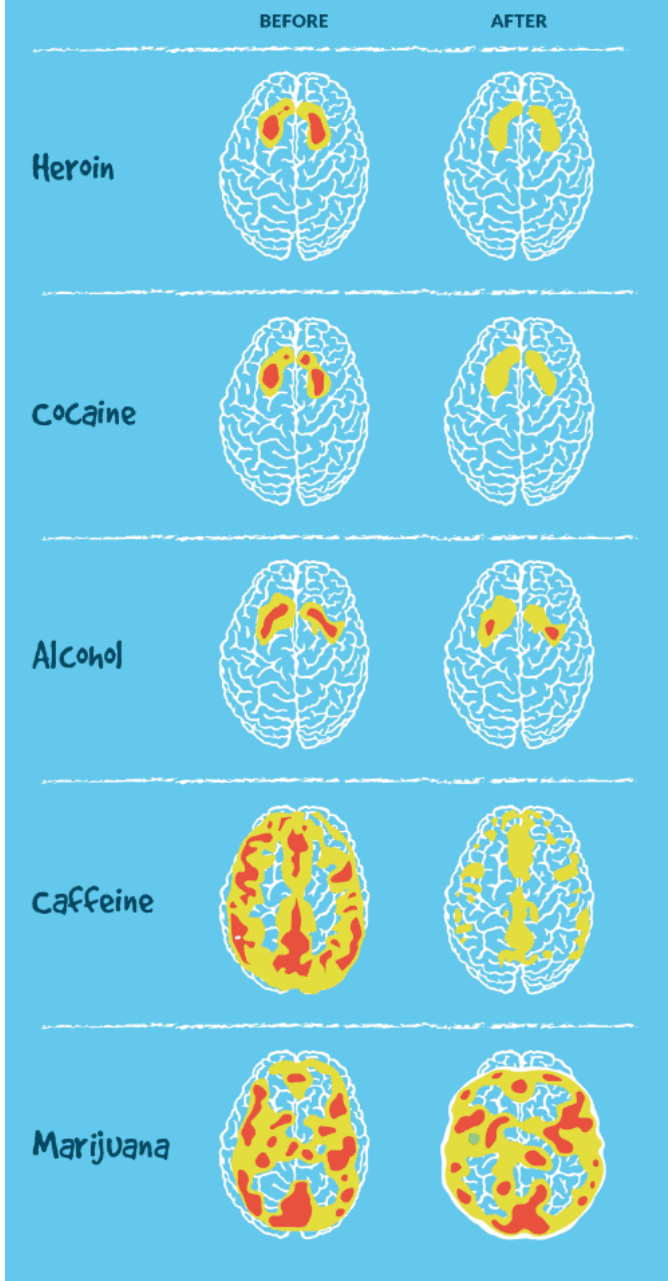 BEFORE AFTER
Heroin
Cocaine
Alcohol
Caffeine
Marijuana